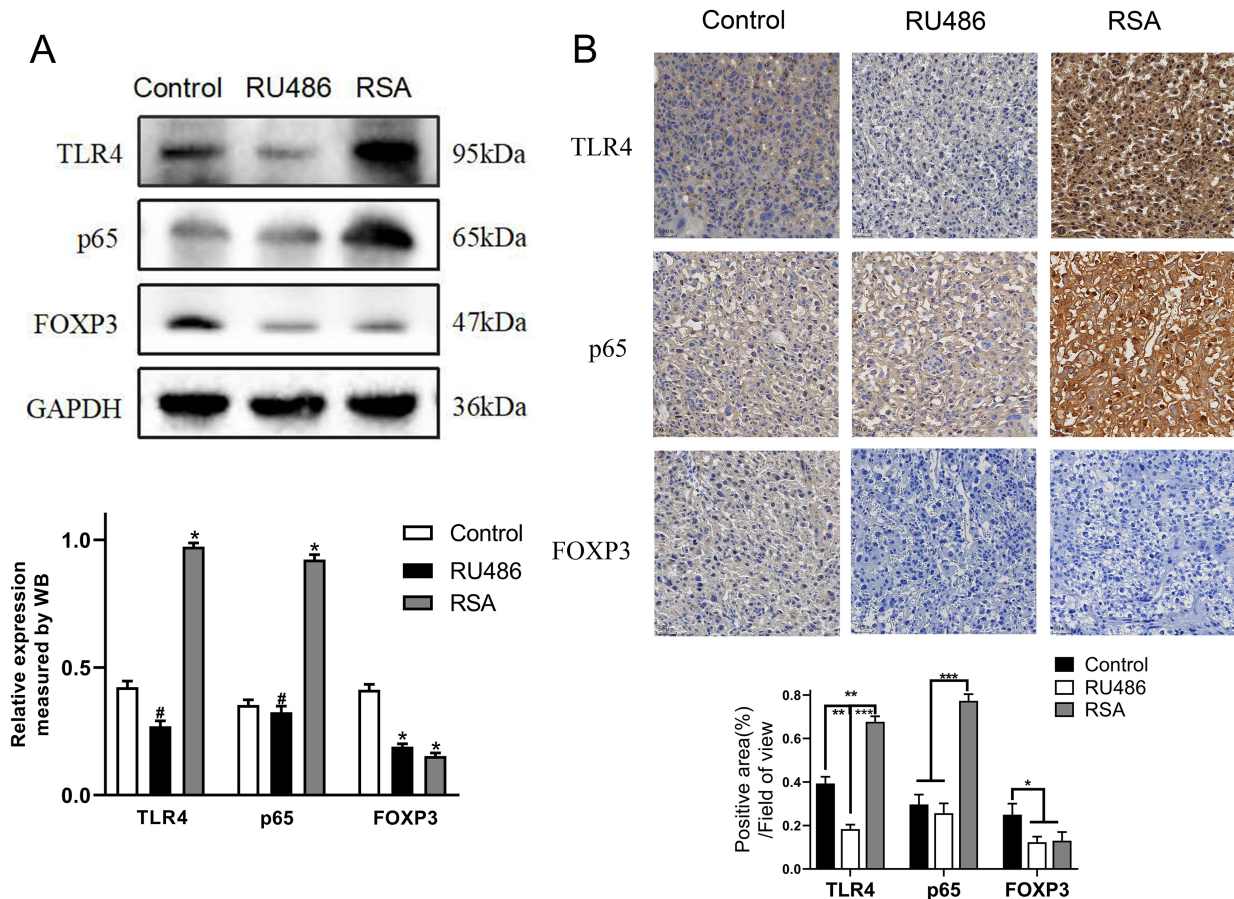 A
Control RU486 RSA
TLR4 95kDa
p65 65kDa
FOXP3 47kDa
GAPDH 36kDa
Relative expression
measured by WB
1.0
0.5
0.0
* * # # * *
Control
RU486
RSA
TLR4 p65 FOXP3
B
Control RU486 RSA
TLR4
p65
FOXP3
Positive area(%)
/Field of view
0.8
0.6
0.4
0.2
0.0
**
** ***
***
*
Control
RU486
RSA
TLR4 p65 FOXP3